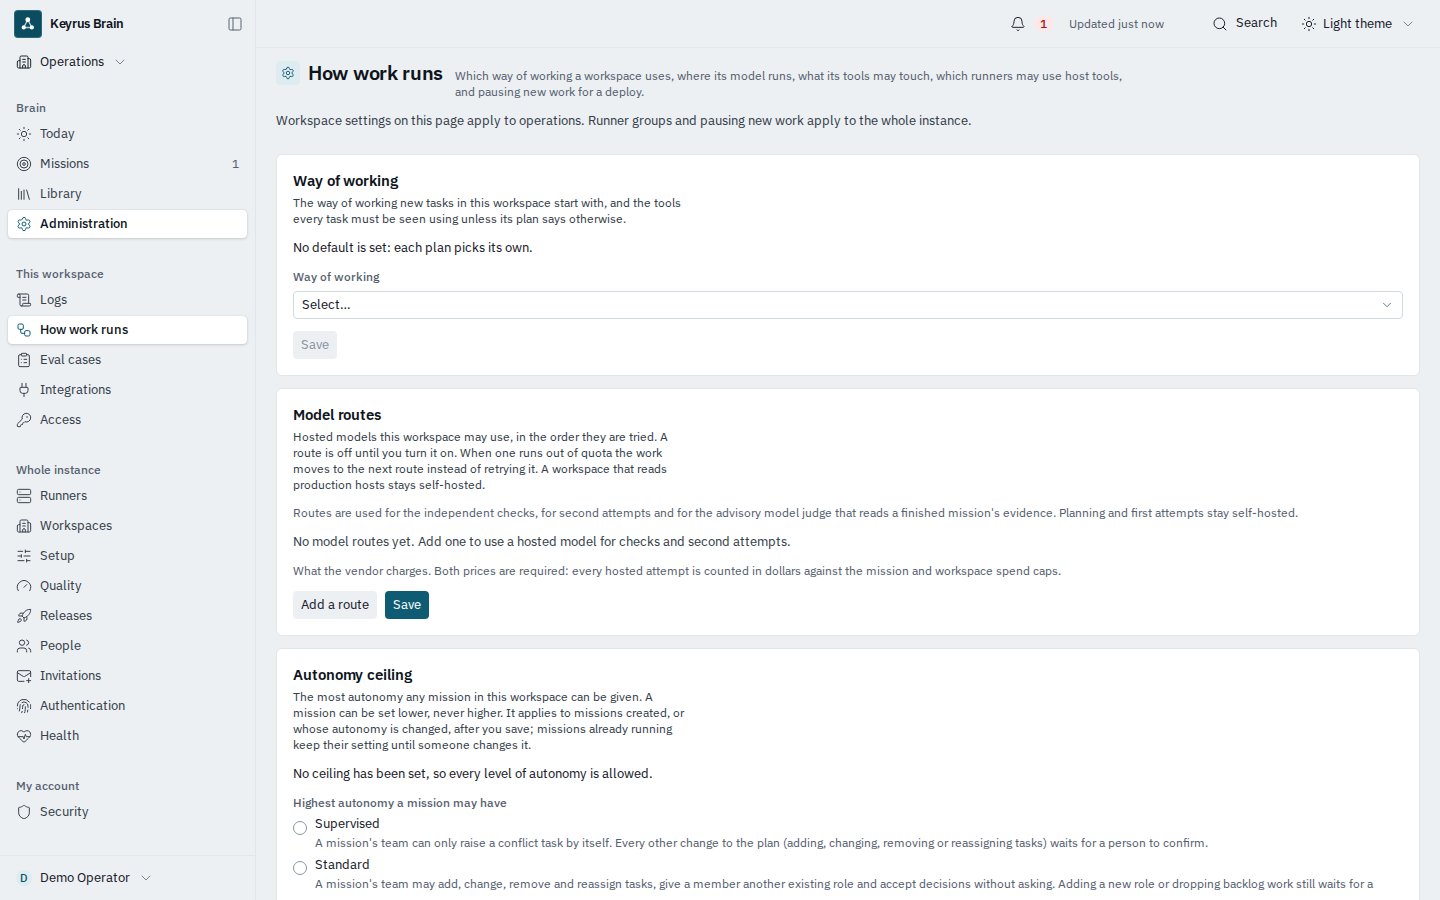 Keyrus Brain
Operations
Brain
Today
Missions 1
Library
Administration
This workspace
Logs
How work runs
Eval cases
Integrations
Access
Whole instance
Runners
Workspaces
Setup
Quality
Releases
People
Invitations
Authentication
Health
My account
Security
D Demo Operator
1 Updated just now Search Light theme
How work runs
Which way of working a workspace uses, where its model runs, what its tools may touch, which runners may use host tools,
and pausing new work for a deploy.
Workspace settings on this page apply to operations. Runner groups and pausing new work apply to the whole instance.
Way of working
The way of working new tasks in this workspace start with, and the tools
every task must be seen using unless its plan says otherwise.
No default is set: each plan picks its own.
Way of working
Select...
Save
Model routes
Hosted models this workspace may use, in the order they are tried. A
route is off until you turn it on. When one runs out of quota the work
moves to the next route instead of retrying it. A workspace that reads
production hosts stays self-hosted.
Routes are used for the independent checks, for second attempts and for the advisory model judge that reads a finished mission's evidence. Planning and first attempts stay self-hosted.
No model routes yet. Add one to use a hosted model for checks and second attempts.
What the vendor charges. Both prices are required: every hosted attempt is counted in dollars against the mission and workspace spend caps.
Add a route Save
Autonomy ceiling
The most autonomy any mission in this workspace can be given. A
mission can be set lower, never higher. It applies to missions created, or
whose autonomy is changed, after you save; missions already running
keep their setting until someone changes it.
No ceiling has been set, so every level of autonomy is allowed.
Highest autonomy a mission may have
Supervised
A mission's team can only raise a conflict task by itself. Every other change to the plan (adding, changing, removing or reassigning tasks) waits for a person to confirm.
Standard
A mission's team may add, change, remove and reassign tasks, give a member another existing role and accept decisions without asking. Adding a new role or dropping backlog work still waits for a